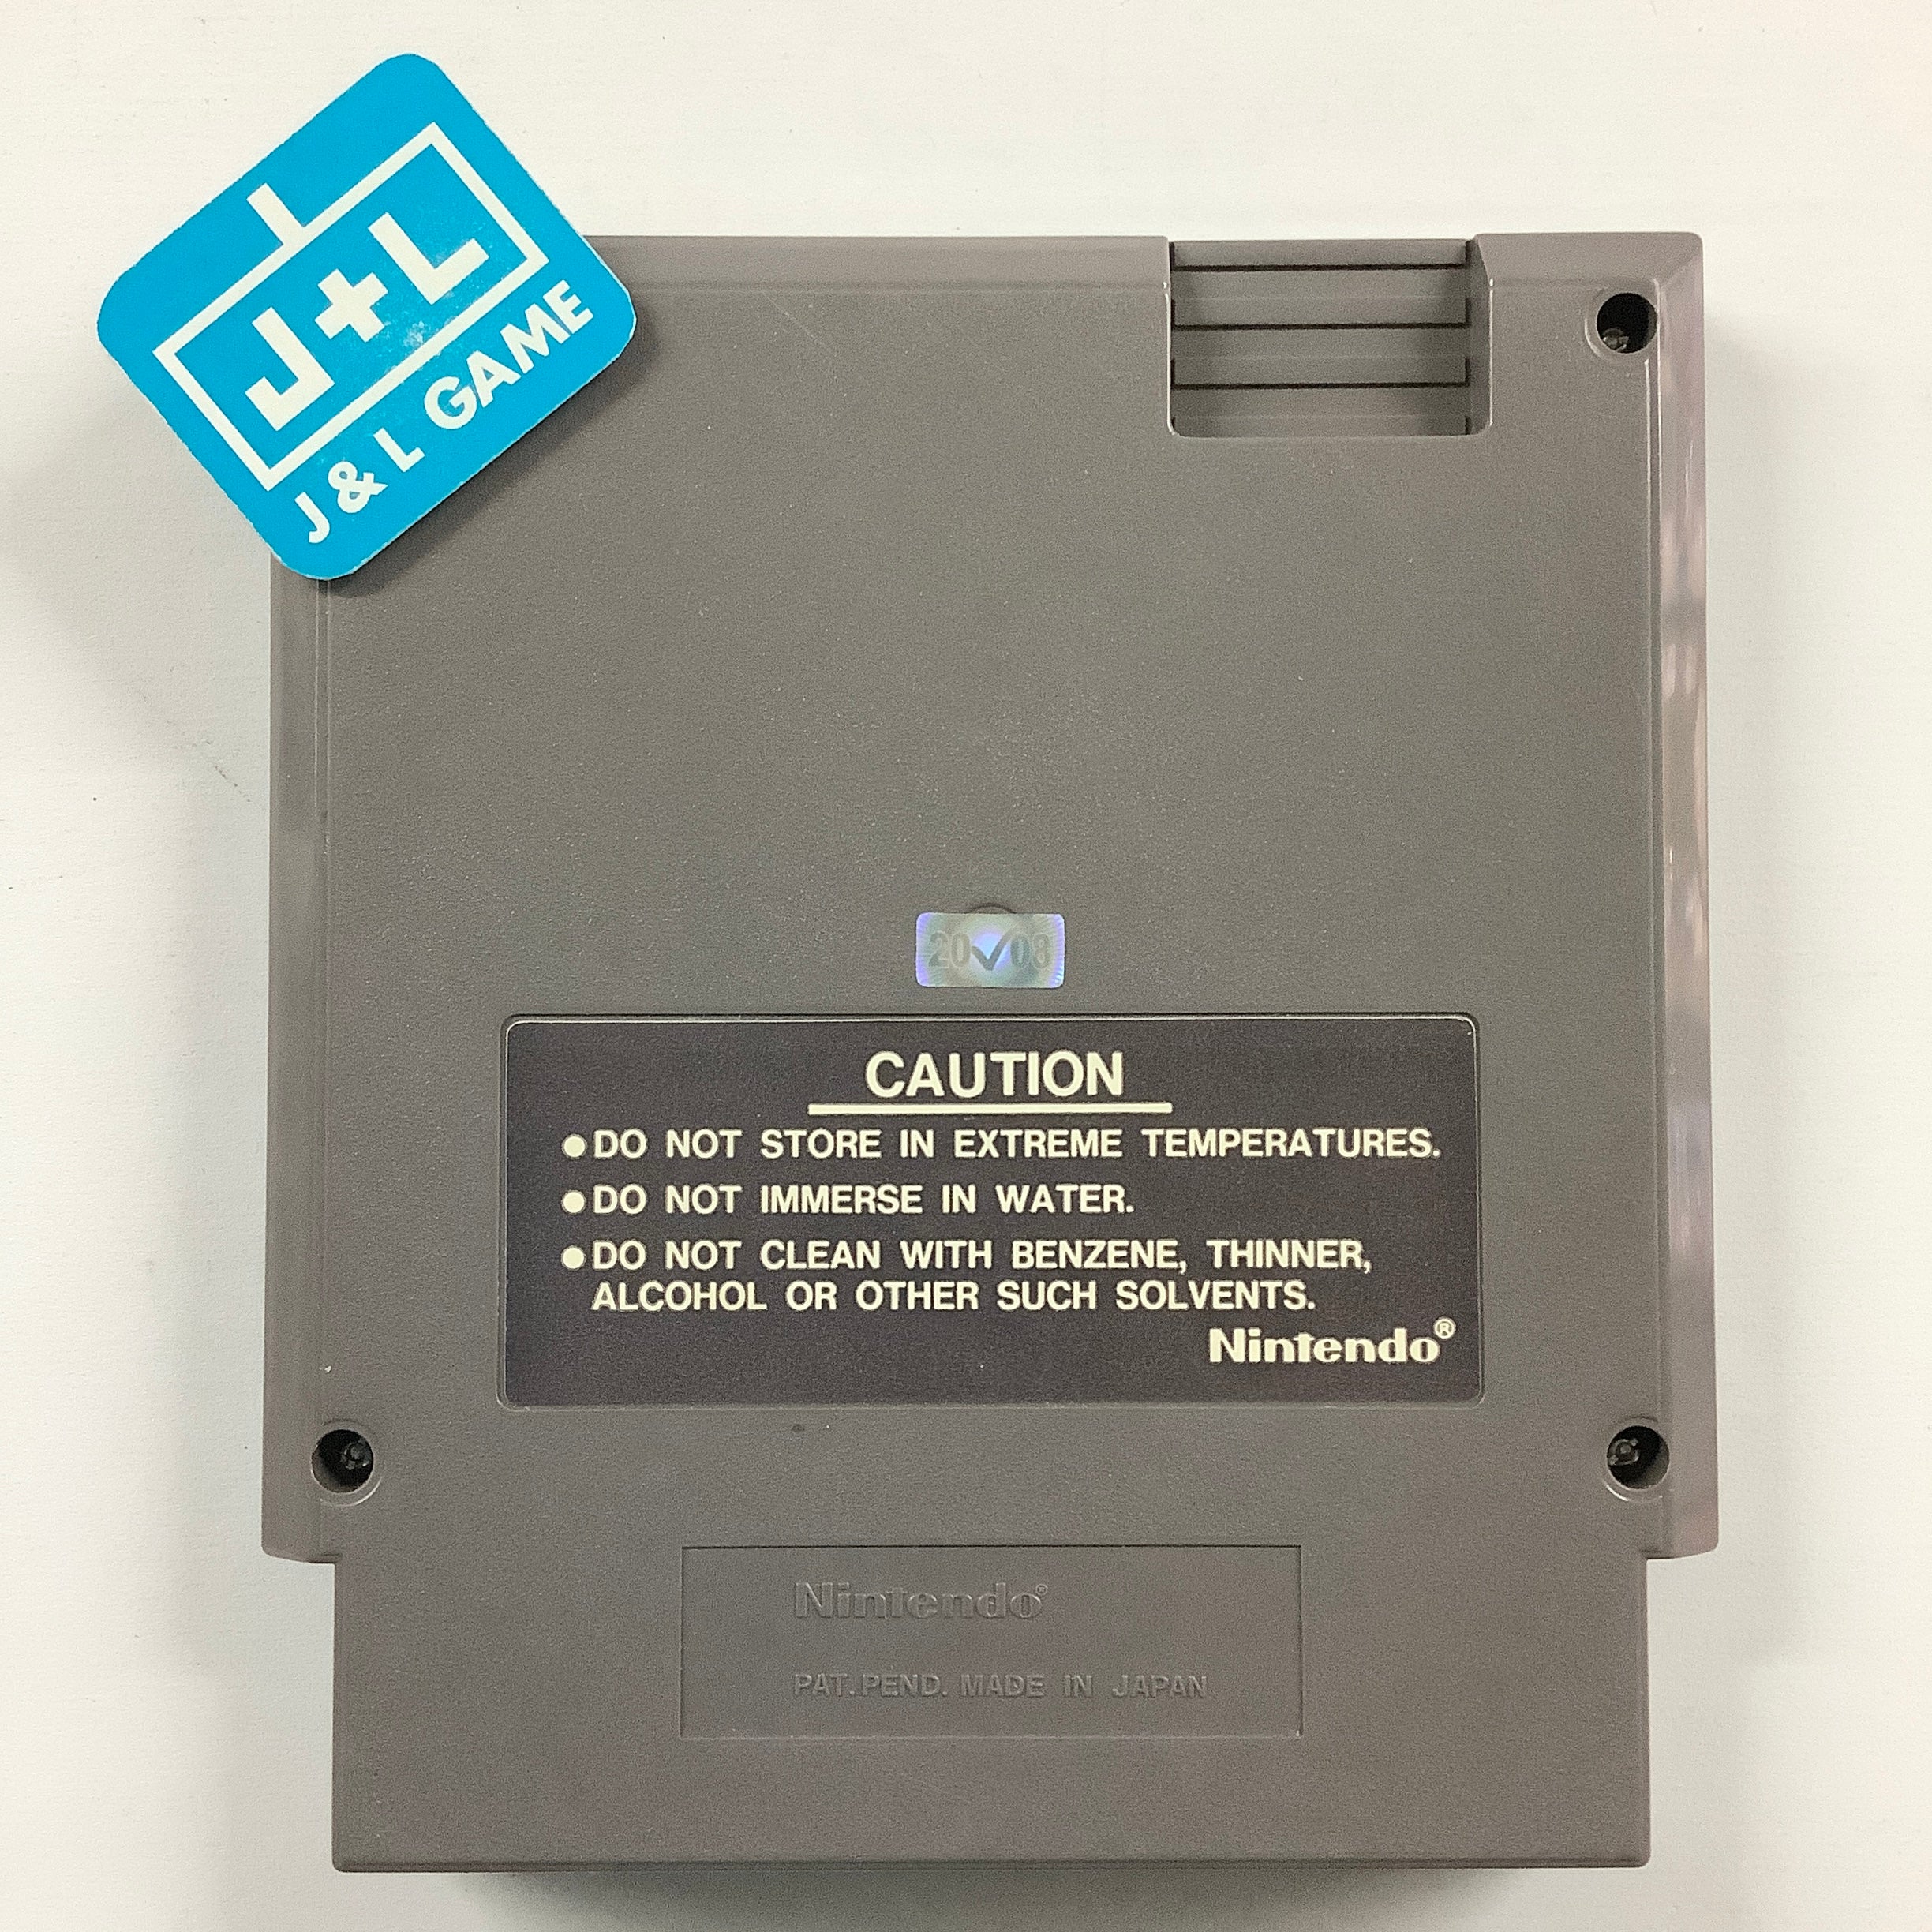 J+L
J & L GAME
20✓08
CAUTION
●DO NOT STORE IN EXTREME TEMPERATURES.
●DO NOT IMMERSE IN WATER.
●DO NOT CLEAN WITH BENZENE, THINNER,
ALCOHOL OR OTHER SUCH SOLVENTS.
Nintendo®
Nintendo®
PAT. PEND. MADE IN JAPAN